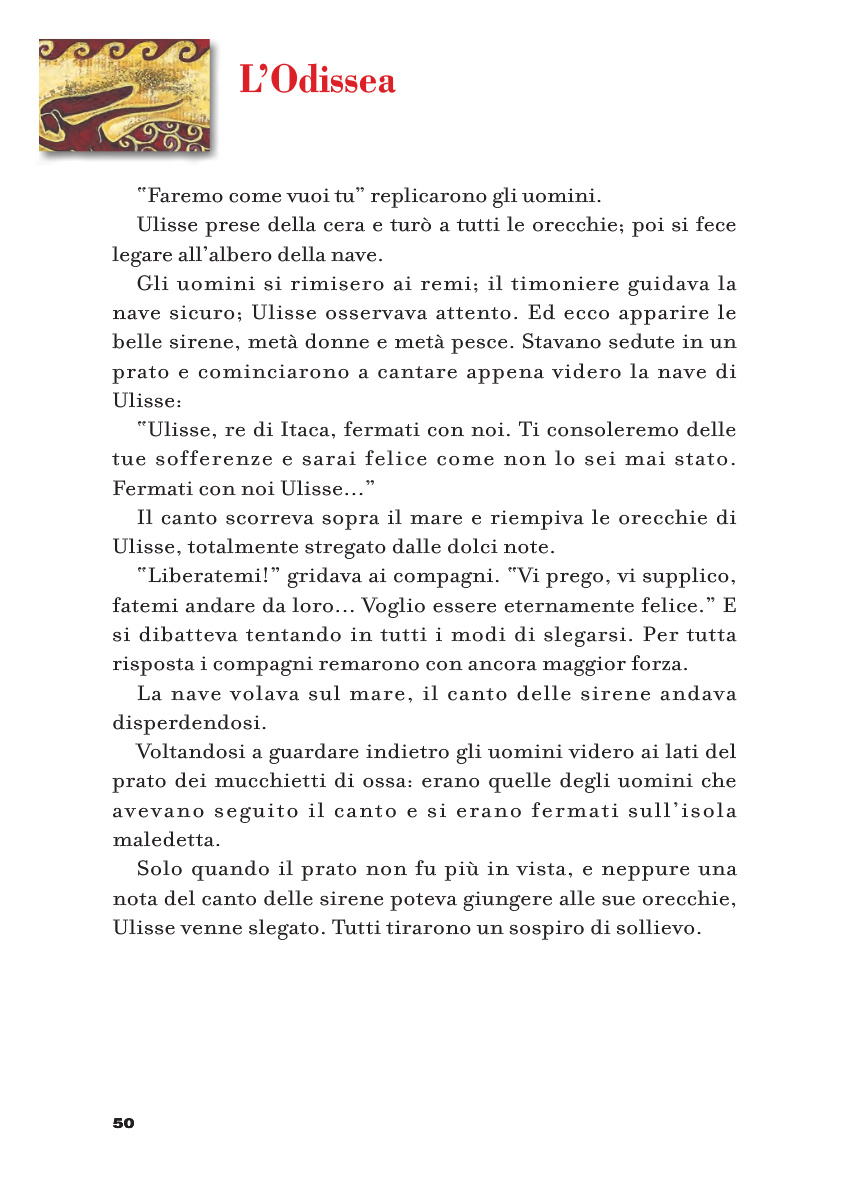 L’Odissea
“Faremo come vuoi tu” replicarono gli uomini.
Ulisse prese della cera e turò a tutti le orecchie; poi si fece
legare all’albero della nave.
Gli uomini si rimisero ai remi; il timoniere guidava la
nave sicuro; Ulisse osservava attento. Ed ecco apparire le
belle sirene, metà donne e metà pesce. Stavano sedute in un
prato e cominciarono a cantare appena videro la nave di
Ulisse:
“Ulisse, re di Itaca, fermati con noi. Ti consoleremo delle
tue sofferenze e sarai felice come non lo sei mai stato.
Fermati con noi Ulisse…”
Il canto scorreva sopra il mare e riempiva le orecchie di
Ulisse, totalmente stregato dalle dolci note.
“Liberatemi!” gridava ai compagni. “Vi prego, vi supplico,
fatemi andare da loro… Voglio essere eternamente felice.” E
si dibatteva tentando in tutti i modi di slegarsi. Per tutta
risposta i compagni remarono con ancora maggior forza.
La nave volava sul mare, il canto delle sirene andava
disperdendosi.
Voltandosi a guardare indietro gli uomini videro ai lati del
prato dei mucchietti di ossa: erano quelle degli uomini che
avevano seguito il canto e si erano fermati sull’isola
maledetta.
Solo quando il prato non fu più in vista, e neppure una
nota del canto delle sirene poteva giungere alle sue orecchie,
Ulisse venne slegato. Tutti tirarono un sospiro di sollievo.
50